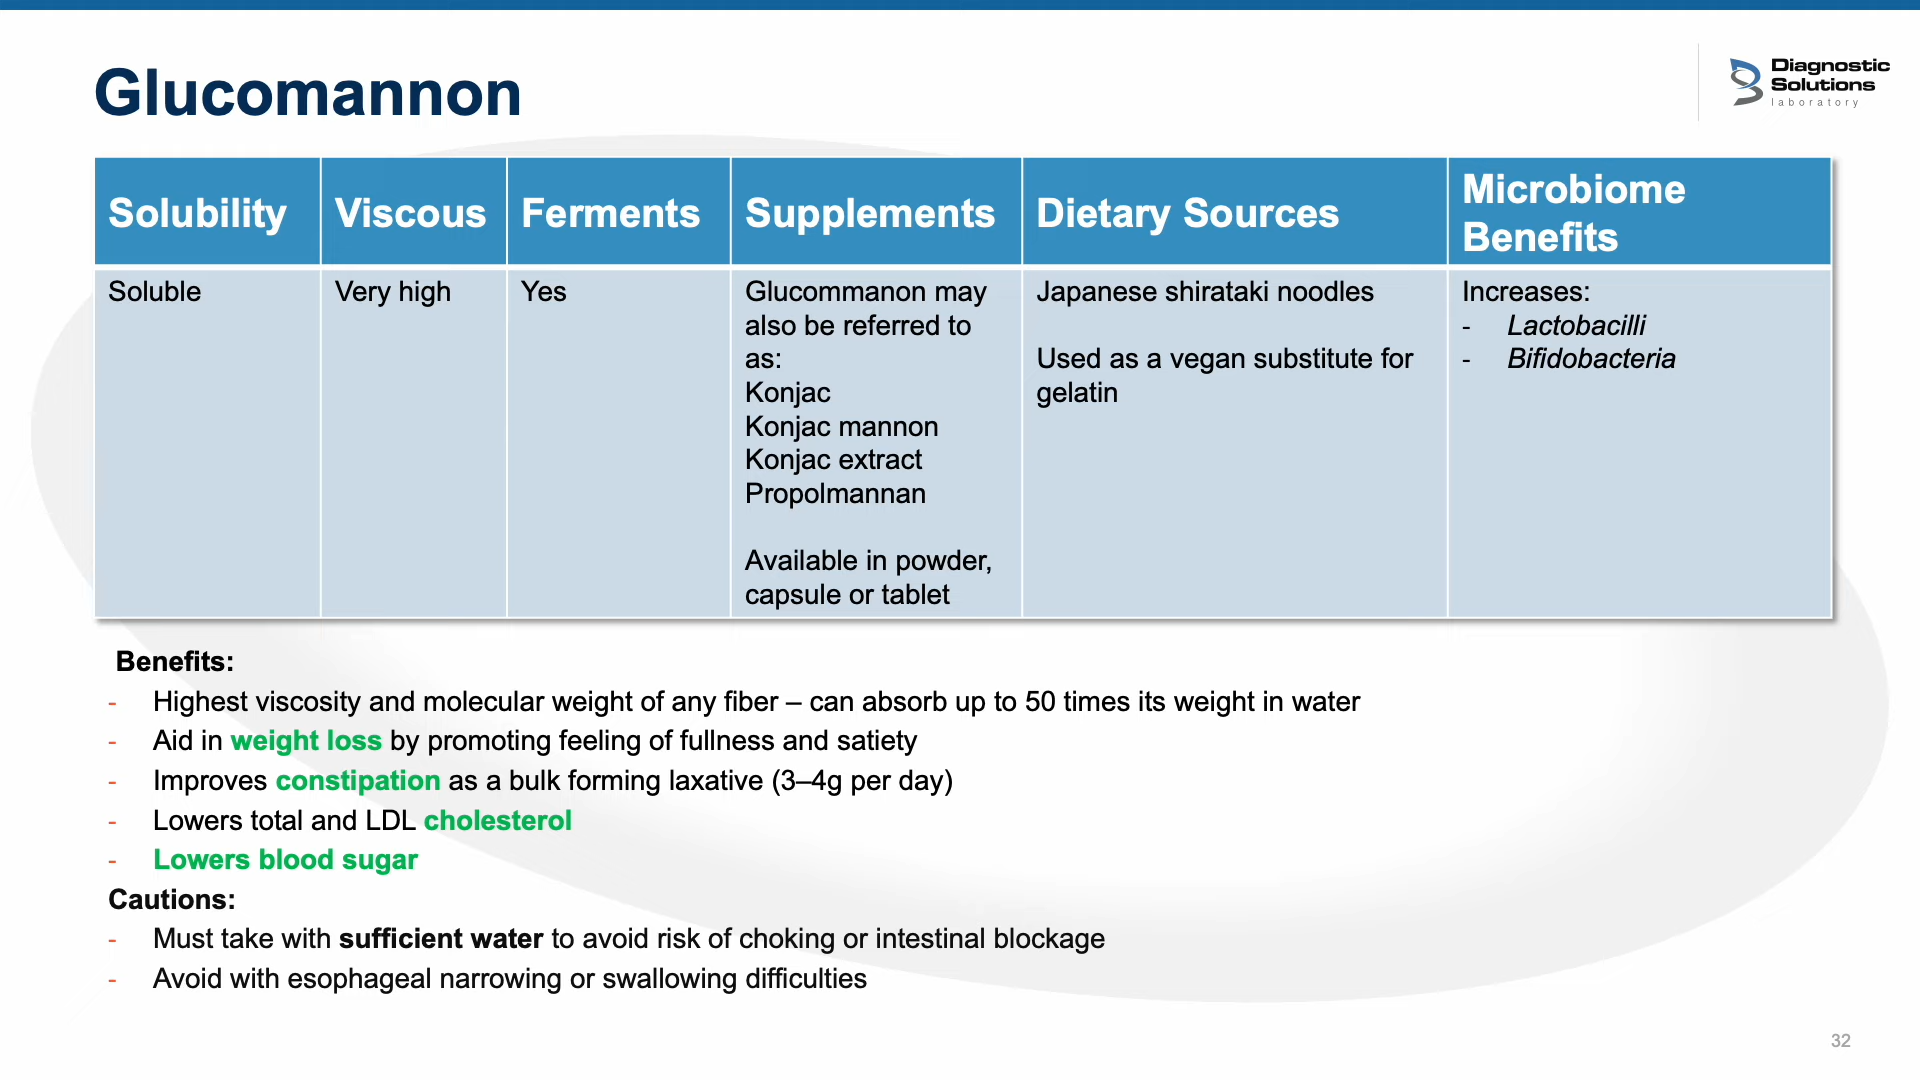 Glucomannon
Diagnostic
Solutions
laboratory
Solubility
Viscous
Ferments
Supplements
Dietary Sources
Microbiome
Benefits
Soluble
Very high
Yes
Glucommanon may
also be referred to
as:
Konjac
Konjac mannon
Konjac extract
Propolmannan
Available in powder,
capsule or tablet
Japanese shirataki noodles
Used as a vegan substitute for
gelatin
Increases:
- Lactobacilli
- Bifidobacteria
Benefits:
- Highest viscosity and molecular weight of any fiber – can absorb up to 50 times its weight in water
- Aid in weight loss by promoting feeling of fullness and satiety
- Improves constipation as a bulk forming laxative (3–4g per day)
- Lowers total and LDL cholesterol
- Lowers blood sugar
Cautions:
- Must take with sufficient water to avoid risk of choking or intestinal blockage
- Avoid with esophageal narrowing or swallowing difficulties
32